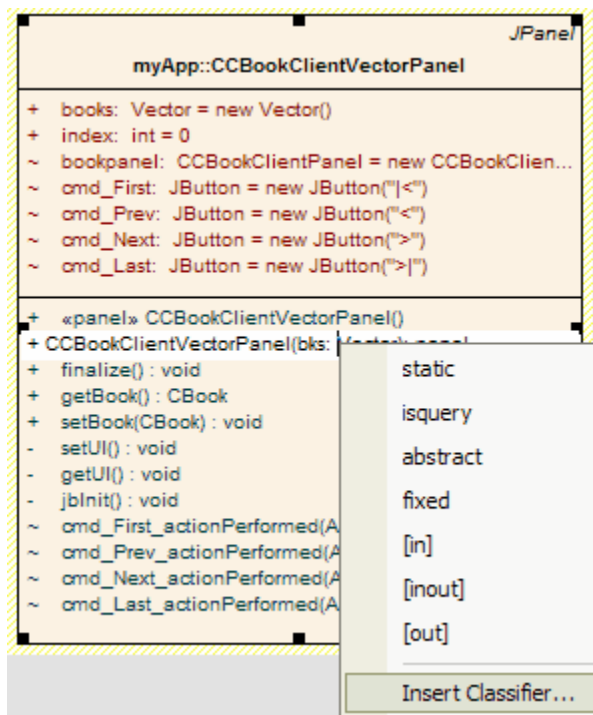 JPanel
myApp::CCBookClientVectorPanel
+ books: Vector = new Vector()
+ index: int = 0
~ bookpanel: CCBookClientPanel = new CCBookClien...
~ cmd_First: JButton = new JButton("|<")
~ cmd_Prev: JButton = new JButton("<")
~ cmd_Next: JButton = new JButton(">")
~ cmd_Last: JButton = new JButton(">|")
+ «panel» CCBookClientVectorPanel()
+ CCBookClientVectorPanel(bks: Vector): panel
+ finalize() : void
+ getBook() : CBook
+ setBook(CBook) : void
- setUI() : void
- getUI() : void
- jbInit() : void
~ cmd_First_actionPerformed(A
~ cmd_Prev_actionPerformed(A
~ cmd_Next_actionPerformed(A
~ cmd_Last_actionPerformed(A
static
isquery
abstract
fixed
[in]
[inout]
[out]
Insert Classifier...